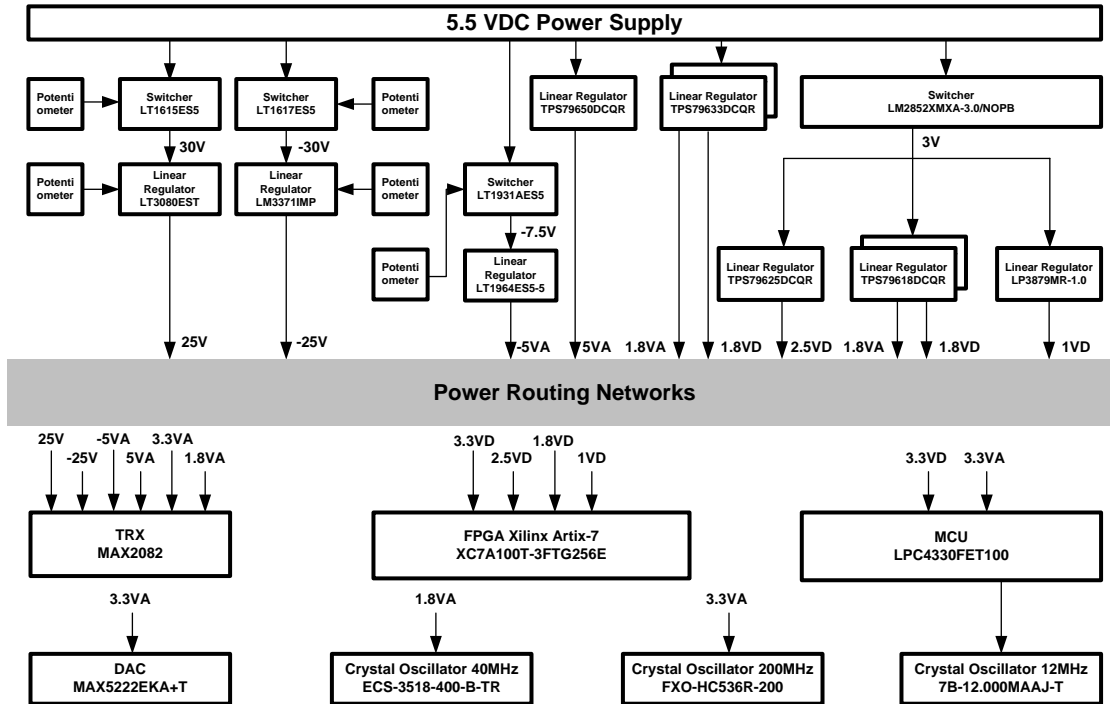 5.5 VDC Power Supply
Potenti
ometer
Switcher
LT1615ES5
Switcher
LT1617ES5
Potenti
ometer
Linear Regulator
TPS79650DCQR
Linear Regulator
TPS79633DCQR
Switcher
LM2852XMXA-3.0/NOPB
30V
-30V
3V
Potenti
ometer
Linear
Regulator
LT3080EST
Linear
Regulator
LM3371IMP
Potenti
ometer
Switcher
LT1931AES5
-7.5V
Potenti
ometer
Linear
Regulator
LT1964ES5-5
Linear Regulator
TPS79625DCQR
Linear Regulator
TPS79618DCQR
Linear Regulator
LP3879MR-1.0
25V
-25V
-5VA
5VA
1.8VA
1.8VD
2.5VD
1.8VA
1.8VD
1VD
Power Routing Networks
25V
-25V
-5VA
5VA
3.3VA
1.8VA
3.3VD
2.5VD
1.8VD
1VD
3.3VD
3.3VA
TRX
MAX2082
FPGA Xilinx Artix-7
XC7A100T-3FTG256E
MCU
LPC4330FET100
3.3VA
1.8VA
3.3VA
DAC
MAX5222EKA+T
Crystal Oscillator 40MHz
ECS-3518-400-B-TR
Crystal Oscillator 200MHz
FXO-HC536R-200
Crystal Oscillator 12MHz
7B-12.000MAAJ-T